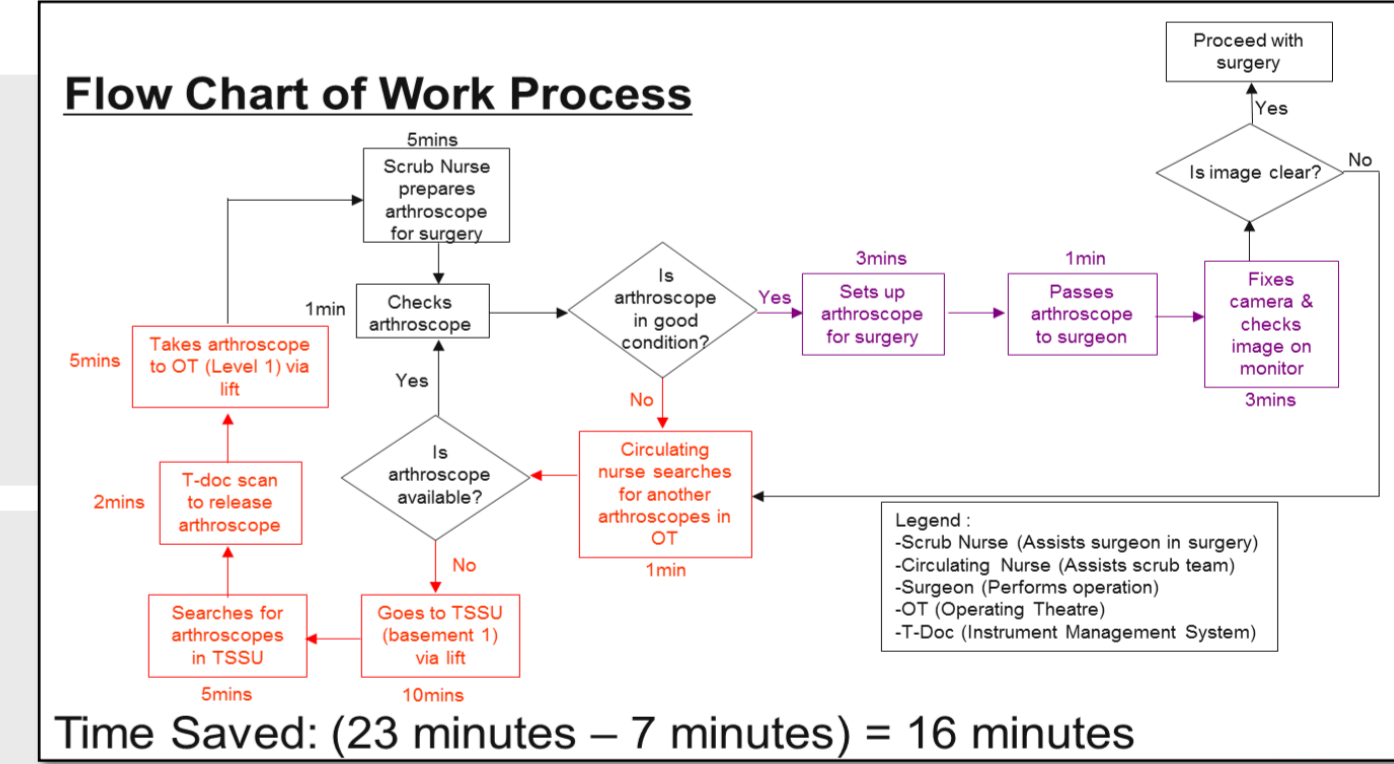 Flow Chart of Work Process
5mins
Scrub Nurse
prepares
arthroscope
for surgery
1min
Checks
arthroscope
Is
arthroscope
in good
condition?
Yes
3mins
Sets up
arthroscope
for surgery
1min
Passes
arthroscope
to surgeon
Fixes
camera &
checks
image on
monitor
3mins
Is image clear?
Yes
No
Proceed with
surgery
No
Circulating
nurse searches
for another
arthroscopes in
OT
1min
Is
arthroscope
available?
Yes
No
Goes to TSSU
(basement 1)
via lift
10mins
Searches for
arthroscopes
in TSSU
5mins
2mins
T-doc scan
to release
arthroscope
5mins
Takes arthroscope
to OT (Level 1) via
lift
Legend :
-Scrub Nurse (Assists surgeon in surgery)
-Circulating Nurse (Assists scrub team)
-Surgeon (Performs operation)
-OT (Operating Theatre)
-T-Doc (Instrument Management System)
Time Saved: (23 minutes – 7 minutes) = 16 minutes